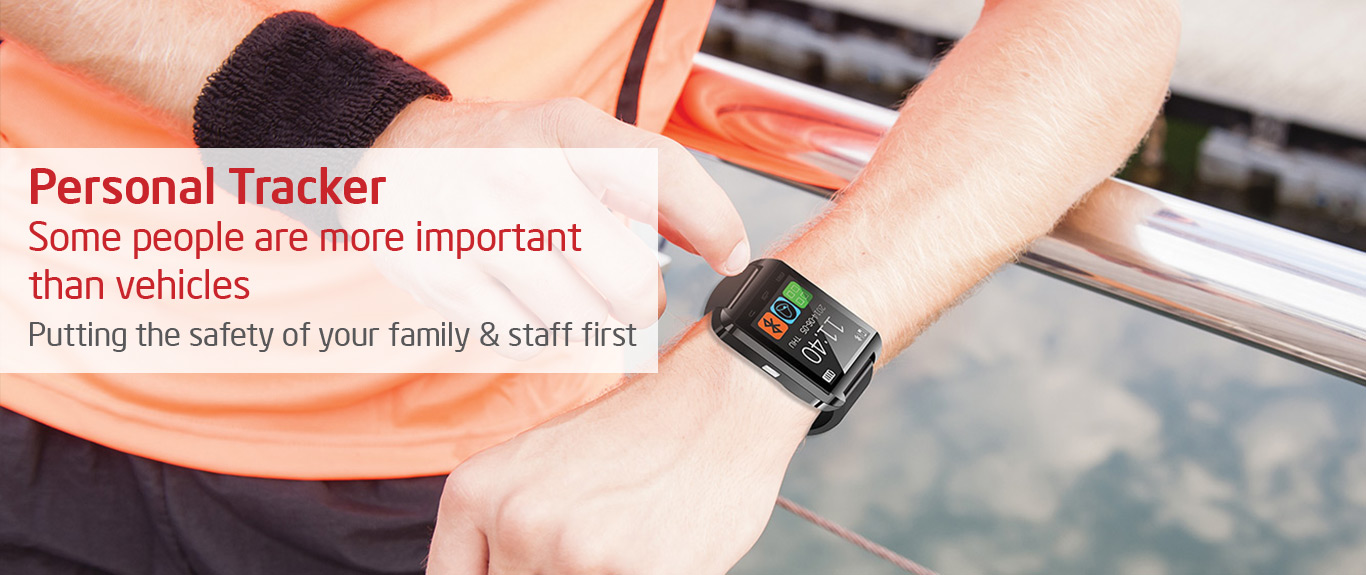 Personal Tracker
Some people are more important
than vehicles
Putting the safety of your family & staff first
11:40
THU